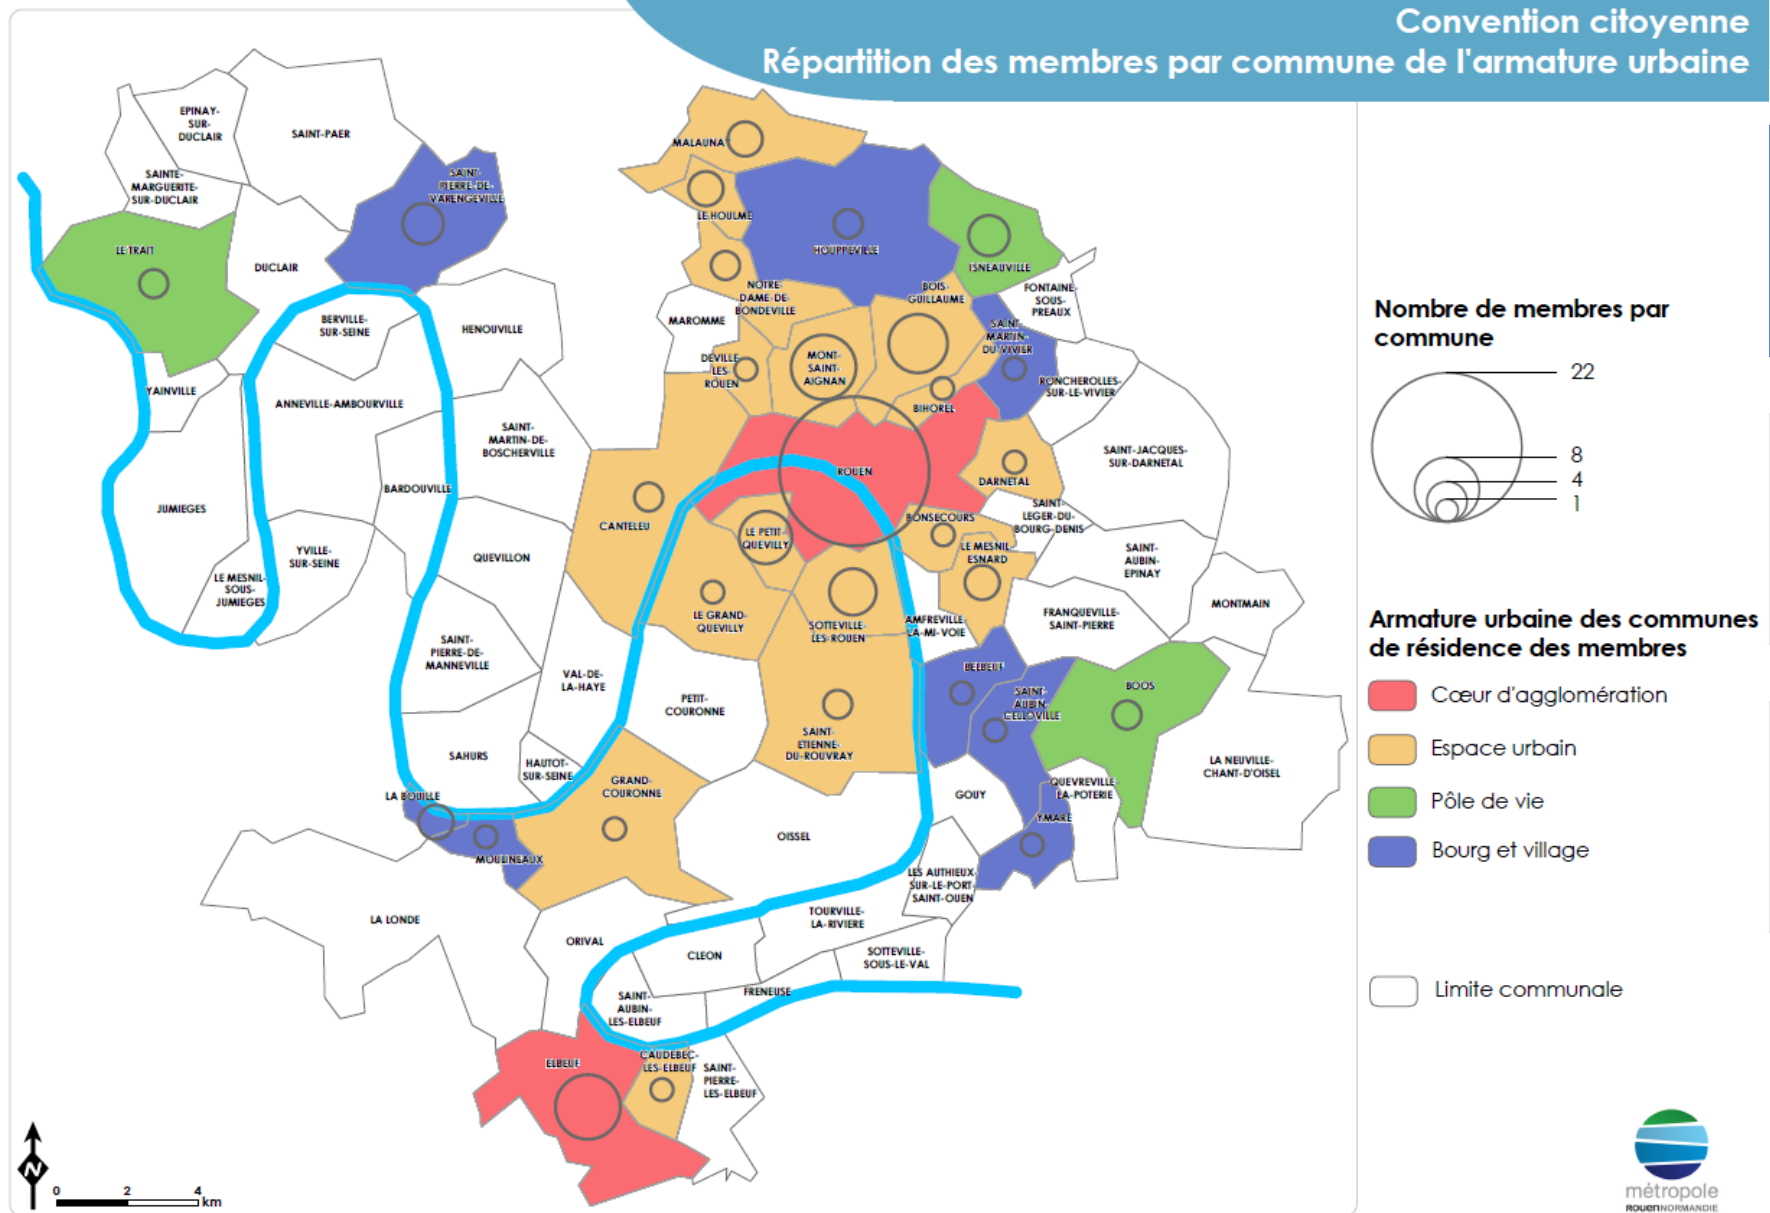 Convention citoyenne
Répartition des membres par commune de l'armature urbaine
EPINAY-
SUR-
DUCLAIR
SAINT-PAER
SAINTE-
MARGUERITE-
SUR-DUCLAIR
SAINT-
PIERRE-DE-
VARENGEVILLE
LE TRAIT
DUCLAIR
MALAUNAY
LE HOULME
HOUPPEVILLE
ISNEAUVILLE
NOTRE-
DAME-DE-
BONDEVILLE
BOIS-
GUILLAUME
FONTAINE-
SOUS-
PREAUX
BERVILLE-
SUR-SEINE
HENOUVILLE
MAROMME
SAINT-
MARTIN-
DU-VIVIER
DEVILLE-
LES-
ROUEN
MONT-
SAINT-
AIGNAN
RONCHEROLLES-
SUR-LE-VIVIER
YAINVILLE
ANNEVILLE-AMBOURVILLE
BIHOREL
SAINT-
MARTIN-DE-
BOSCHERVILLE
SAINT-JACQUES-
SUR-DARNETAL
ROUEN
DARNETAL
BARDOUVILLE
JUMIEGES
CANTELEU
BONSECOURS
SAINT-
LEGER-DU-
BOURG-DENIS
LE PETIT-
QUEVILLY
LE MESNIL-
ESNARD
YVILLE-
SUR-SEINE
QUEVILLON
SAINT-
AUBIN-
EPINAY
LE MESNIL-
SOUS-
JUMIEGES
LE GRAND-
QUEVILLY
SOTTEVILLE-
LES-ROUEN
AMFREVILLE-
LA-MI-VOIE
FRANQUEVILLE-
SAINT-PIERRE
MONTMAIN
SAINT-
PIERRE-DE-
MANNEVILLE
VAL-DE-
LA-HAYE
PETIT-
COURONNE
BELBEUF
SAINT-
AUBIN-
CELLOVILLE
BOOS
SAINT-
ETIENNE-
DU-ROUVRAY
SAHURS
HAUTOT-
SUR-SEINE
GRAND-
COURONNE
LA NEUVILLE-
CHANT-D'OISEL
LA BOUILLE
GOUY
QUEVREVILLE-
LA-POTERIE
YMARE
MOULINEAUX
OISSEL
LES AUTHIEUX-
SUR-LE-PORT-
SAINT-OUEN
LA LONDE
TOURVILLE-
LA-RIVIERE
ORIVAL
CLEON
SOTTEVILLE-
SOUS-LE-VAL
SAINT-
AUBIN-
LES-ELBEUF
FRENEUSE
ELBEUF
CAUDEBEC-
LES-ELBEUF
SAINT-
PIERRE-
LES-ELBEUF
N
0 2 4
km
Nombre de membres par
commune
22
8
4
1
Armature urbaine des communes
de résidence des membres
Cœur d'agglomération
Espace urbain
Pôle de vie
Bourg et village
Limite communale
métropole
ROUENNORMANDIE